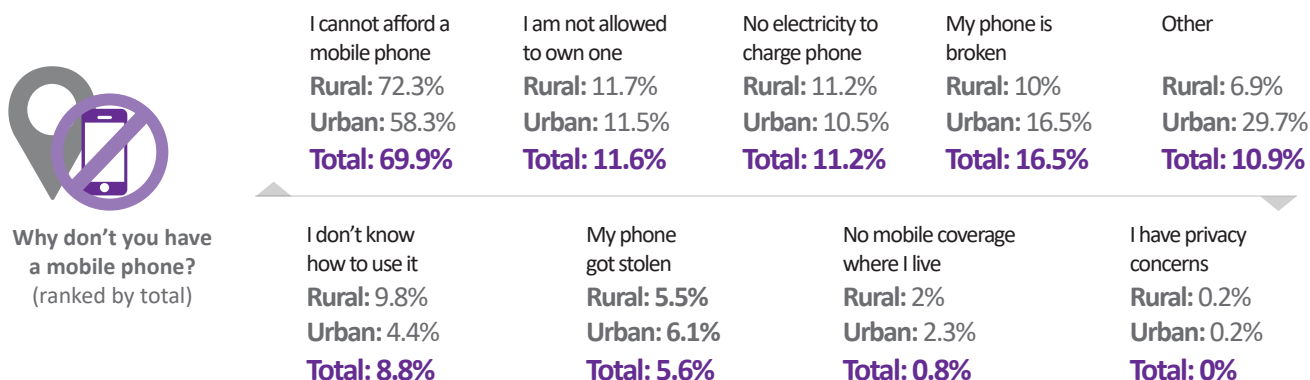 I cannot afford a
mobile phone
Rural: 72.3%
Urban: 58.3%
Total: 69.9%
I am not allowed
to own one
Rural: 11.7%
Urban: 11.5%
Total: 11.6%
No electricity to
charge phone
Rural: 11.2%
Urban: 10.5%
Total: 11.2%
My phone is
broken
Rural: 10%
Urban: 16.5%
Total: 16.5%
Other
Rural: 6.9%
Urban: 29.7%
Total: 10.9%
Why don't you have
a mobile phone?
(ranked by total)
I don't know
how to use it
Rural: 9.8%
Urban: 4.4%
Total: 8.8%
My phone
got stolen
Rural: 5.5%
Urban: 6.1%
Total: 5.6%
No mobile coverage
where I live
Rural: 2%
Urban: 2.3%
Total: 0.8%
I have privacy
concerns
Rural: 0.2%
Urban: 0.2%
Total: 0%